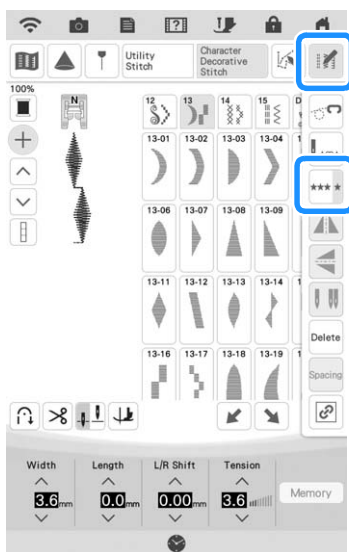 Utility
Stitch
Character
Decorative
Stitch
100%
N
12 13 14 15
13-01 13-02 13-03 13-04
13-06 13-07 13-08 13-09
13-11 13-12 13-13 13-14
Delete
13-16 13-17 13-18 13-19
Spacing
Width Length L/R Shift Tension
3.6mm 0.0mm 0.00mm 3.6
Memory